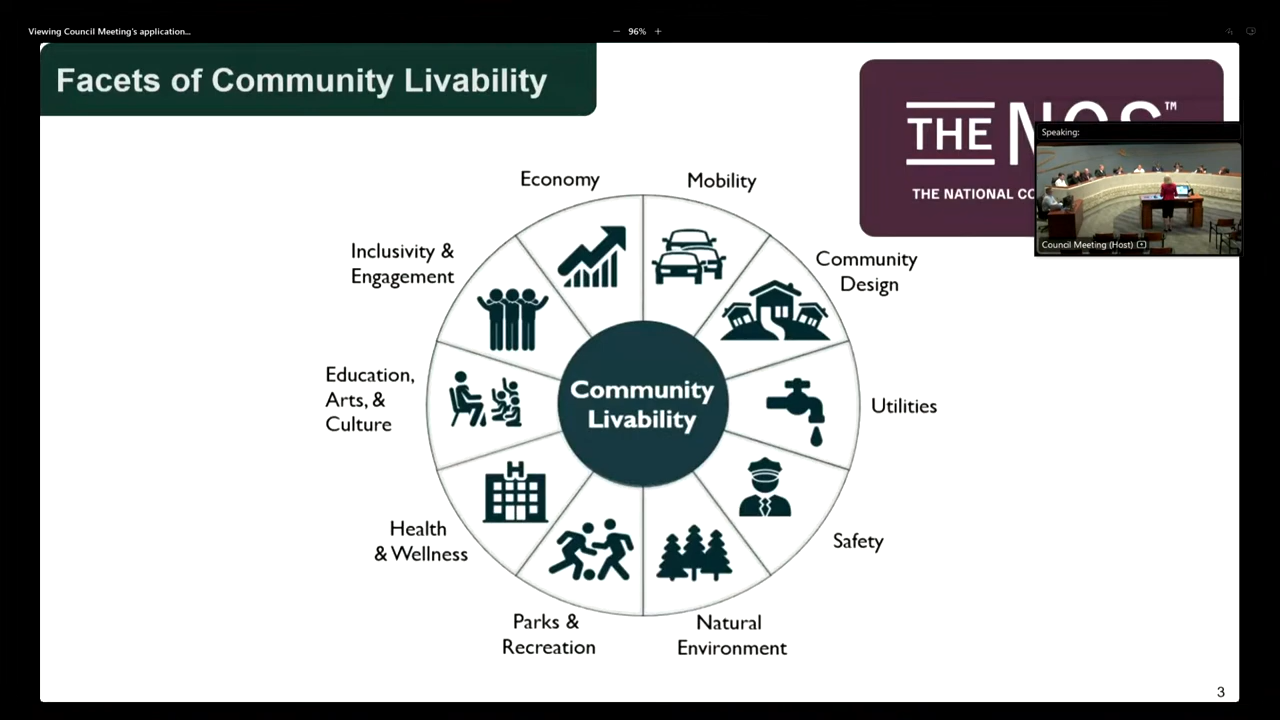 Viewing Council Meeting's application...
96%
Facets of Community Livability
THE
™
THE NATIONAL
Speaking:
Council Meeting (Host)
Economy
Mobility
Inclusivity &
Engagement
Community
Design
Education,
Arts, &
Culture
Community
Livability
Utilities
H
Health
& Wellness
Safety
Parks &
Recreation
Natural
Environment
3